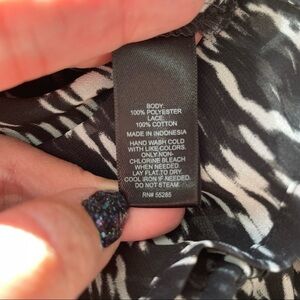 BODY:
100% POLYESTER
LACE:
100% COTTON
MADE IN INDONESIA
HAND WASH COLD
WITH LIKE COLORS.
ONLY NON-
CHLORINE BLEACH
WHEN NEEDED.
LAY FLAT TO DRY.
COOL IRON IF NEEDED.
DO NOT STEAM.
RN# 55285